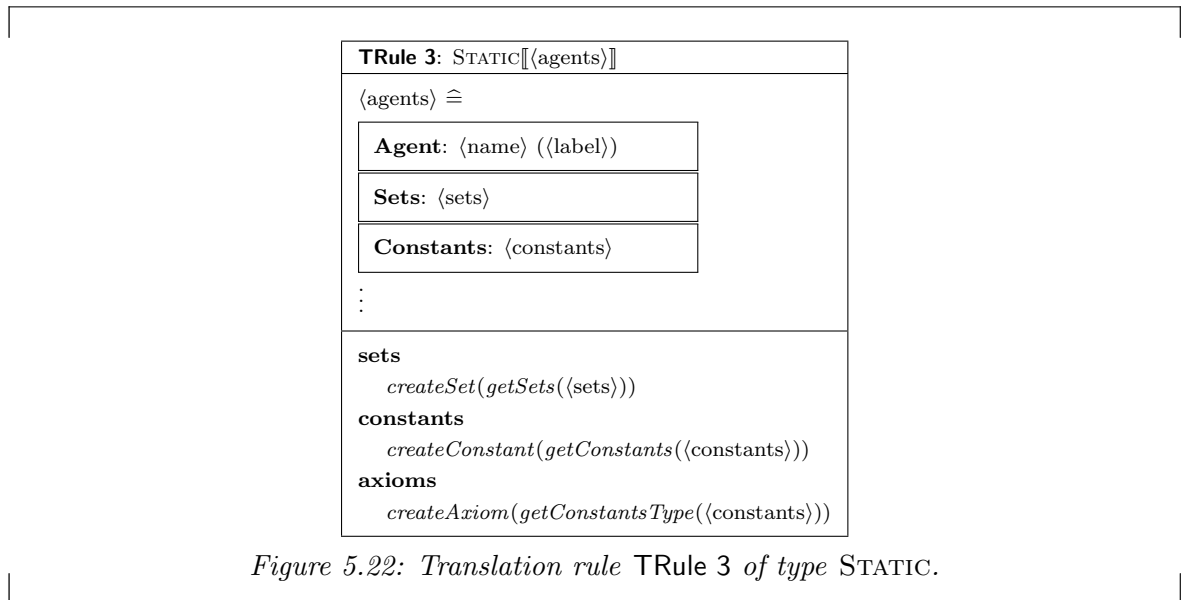 TRule 3: STATIC⟦⟨agents⟩⟧
⟨agents⟩ ≙
Agent: ⟨name⟩ (⟨label⟩)
Sets: ⟨sets⟩
Constants: ⟨constants⟩
⋮
sets
createSet(getSets(⟨sets⟩))
constants
createConstant(getConstants(⟨constants⟩))
axioms
createAxiom(getConstantsType(⟨constants⟩))
Figure 5.22: Translation rule TRule 3 of type STATIC.